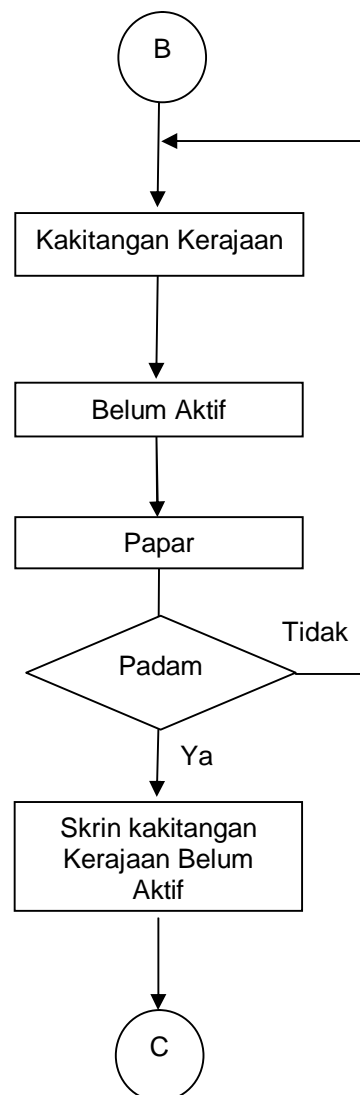 B
Kakitangan Kerajaan
Belum Aktif
Papar
Tidak
Padam
Ya
Skrin kakitangan
Kerajaan Belum
Aktif
C